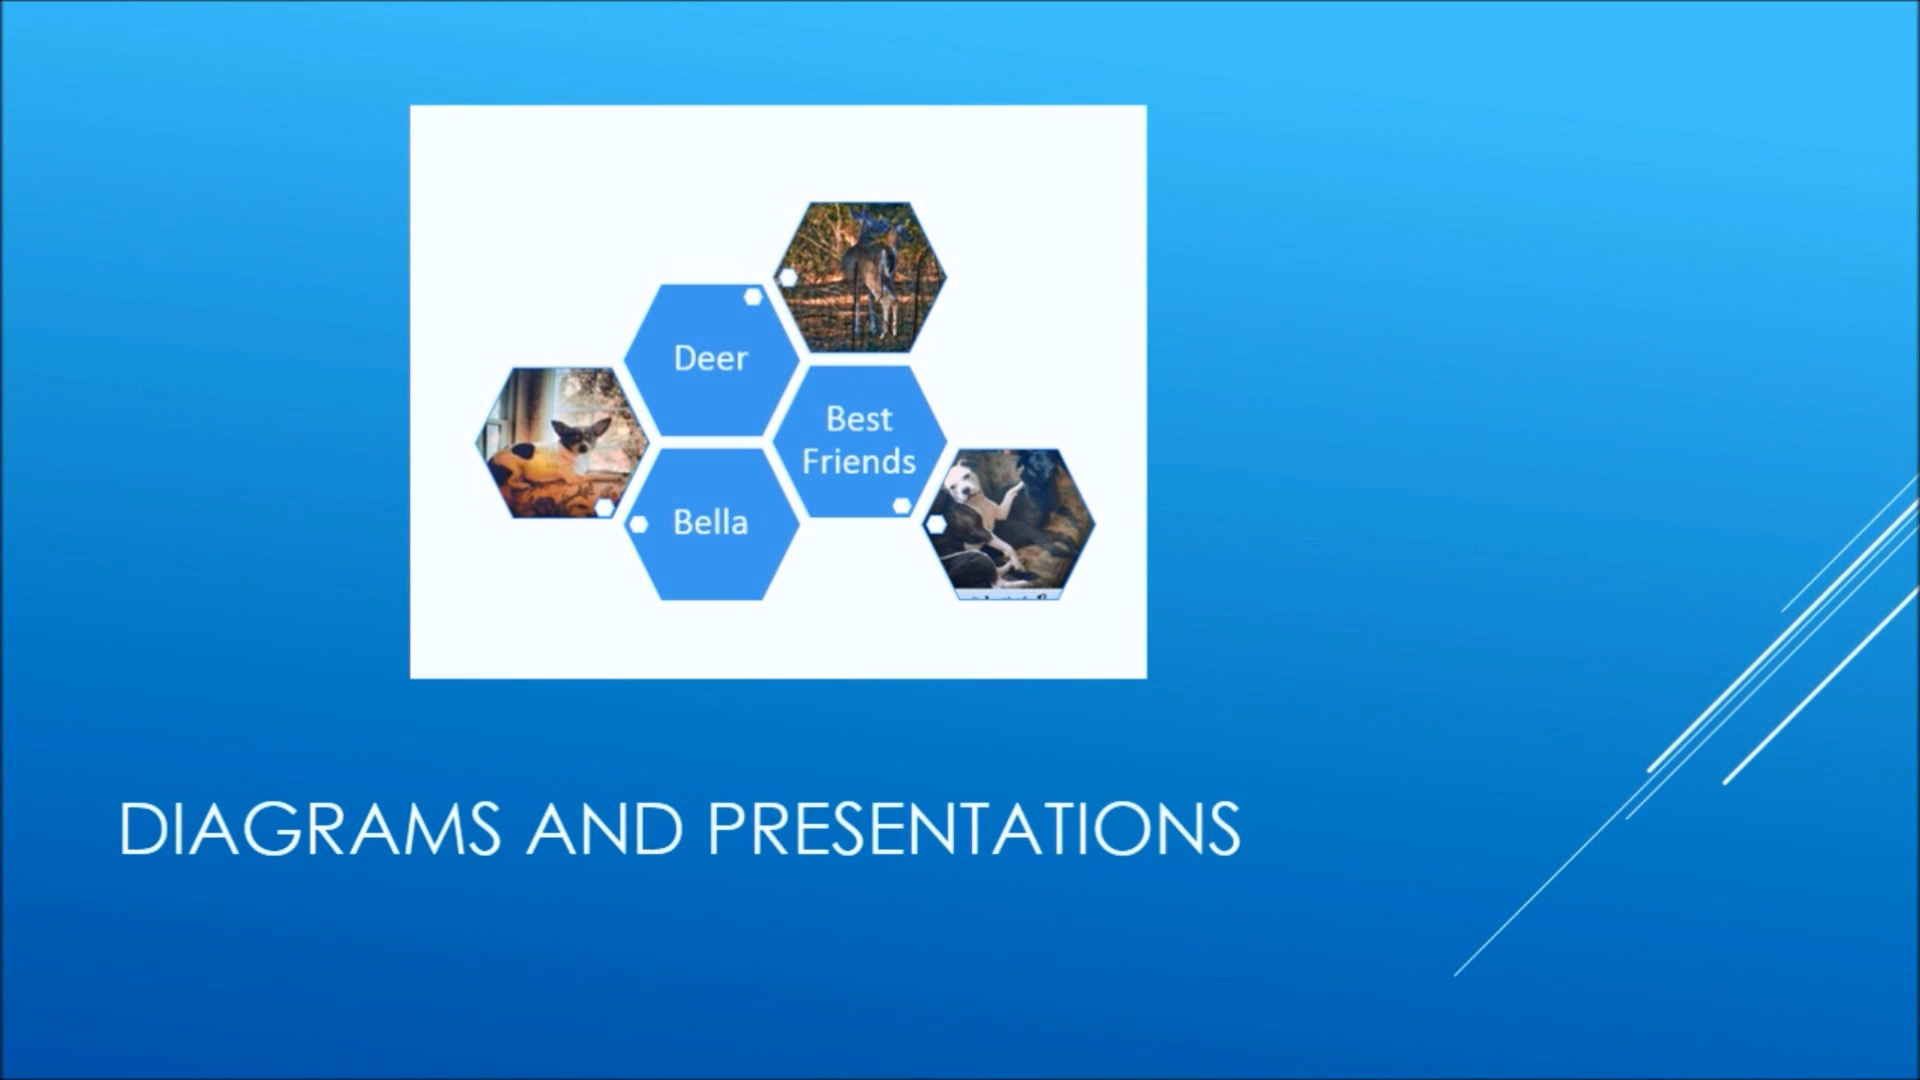 Deer
Best
Friends
Bella
DIAGRAMS AND PRESENTATIONS